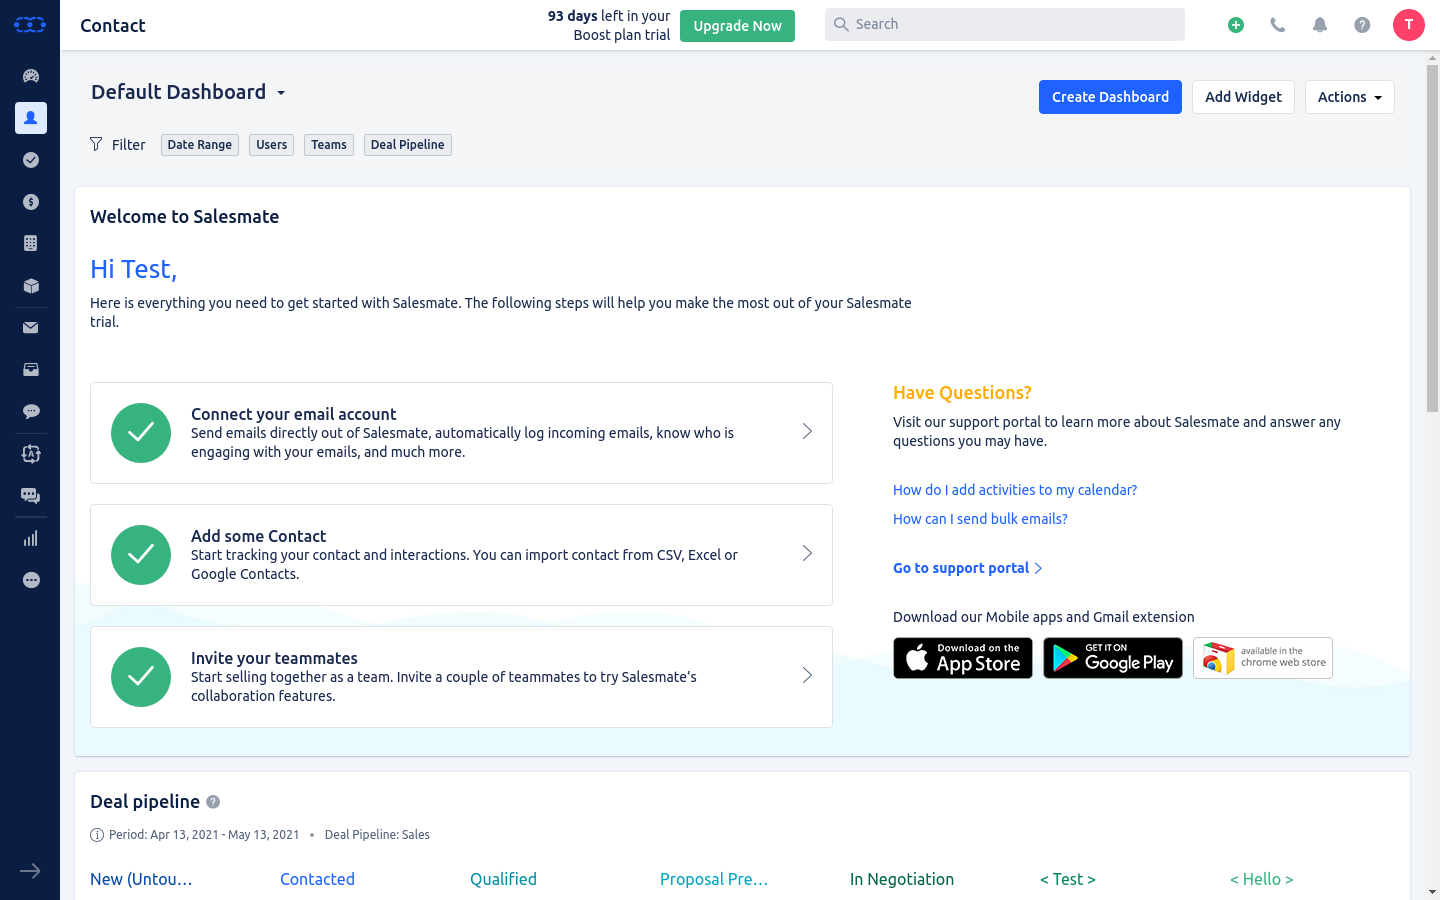 Contact
93 days left in your
Boost plan trial
Upgrade Now
Search
T
Default Dashboard
Create Dashboard
Add Widget
Actions
Filter
Date Range
Users
Teams
Deal Pipeline
Welcome to Salesmate
Hi Test,
Here is everything you need to get started with Salesmate. The following steps will help you make the most out of your Salesmate
trial.
Connect your email account
Send emails directly out of Salesmate, automatically log incoming emails, know who is
engaging with your emails, and much more.
Add some Contact
Start tracking your contact and interactions. You can import contact from CSV, Excel or
Google Contacts.
Invite your teammates
Start selling together as a team. Invite a couple of teammates to try Salesmate’s
collaboration features.
Have Questions?
Visit our support portal to learn more about Salesmate and answer any
questions you may have.
How do I add activities to my calendar?
How can I send bulk emails?
Go to support portal
Download our Mobile apps and Gmail extension
Download on the
App Store
GET IT ON
Google Play
available in the
chrome web store
Deal pipeline
Period: Apr 13, 2021 - May 13, 2021 • Deal Pipeline: Sales
New (Untou…
Contacted
Qualified
Proposal Pre…
In Negotiation
< Test >
< Hello >